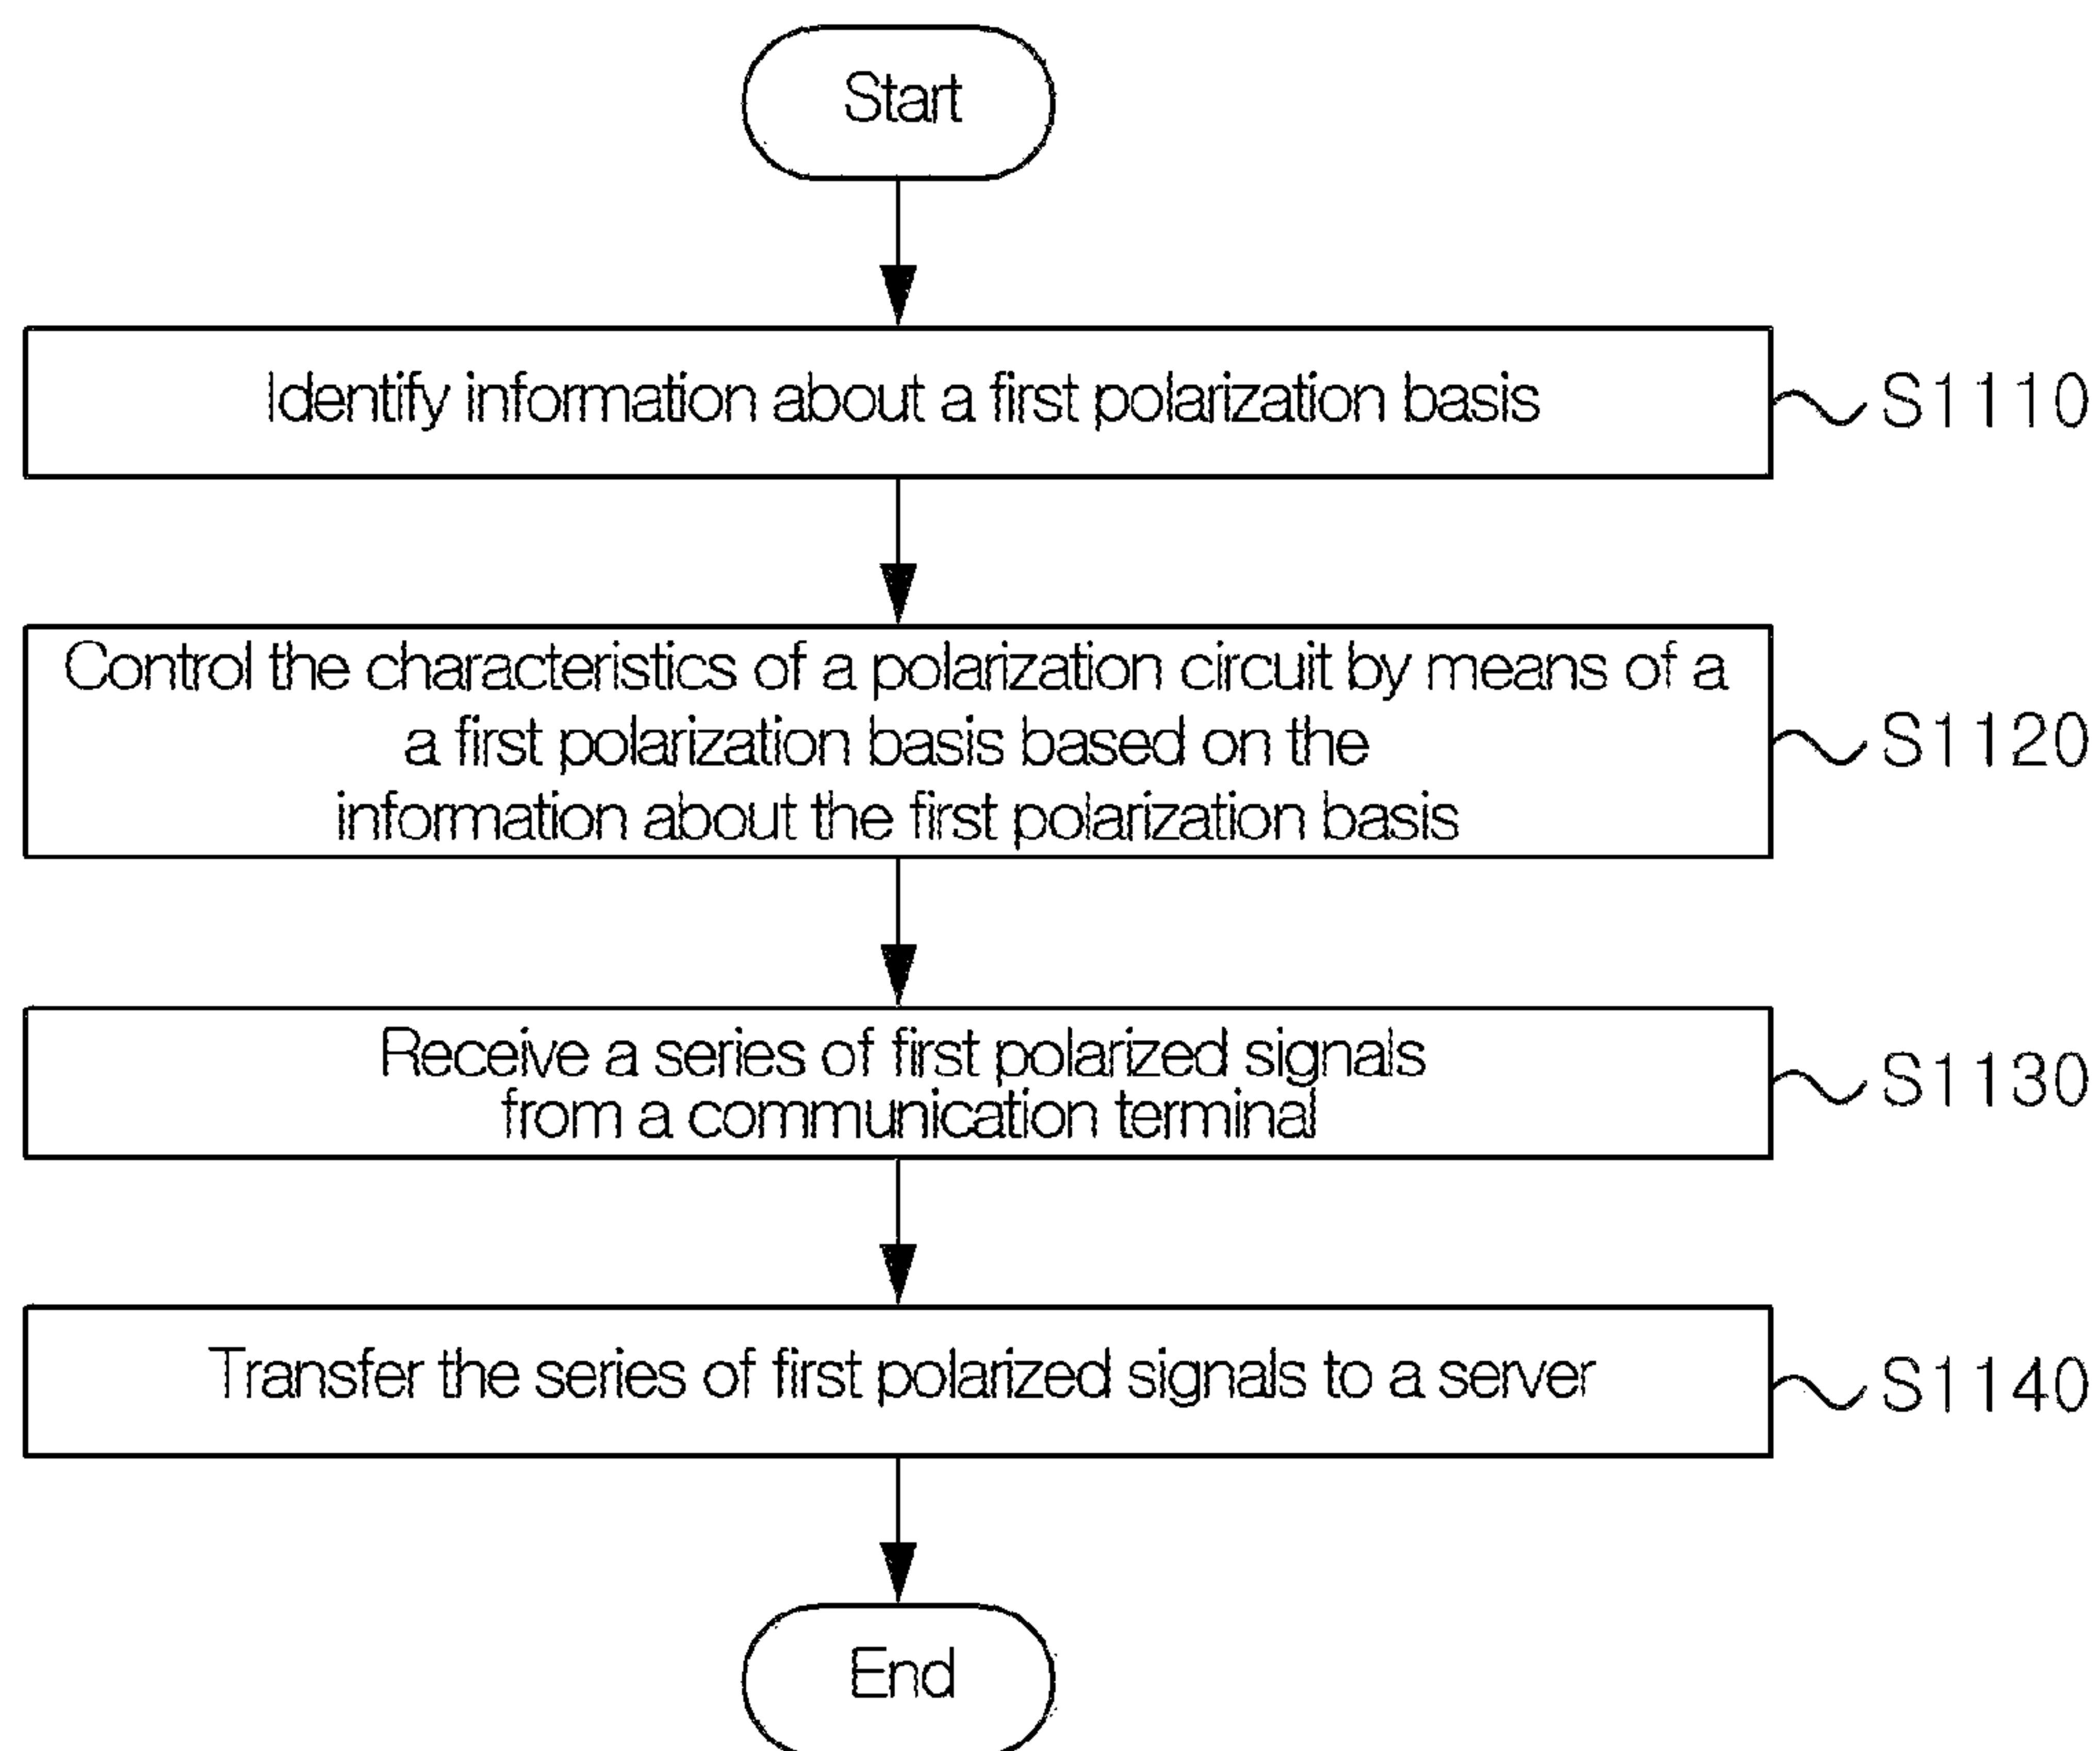 Start
Identify information about a first polarization basis
S1110
Control the characteristics of a polarization circuit by means of a
a first polarization basis based on the
information about the first polarization basis
S1120
Receive a series of first polarized signals
from a communication terminal
S1130
Transfer the series of first polarized signals to a server
S1140
End